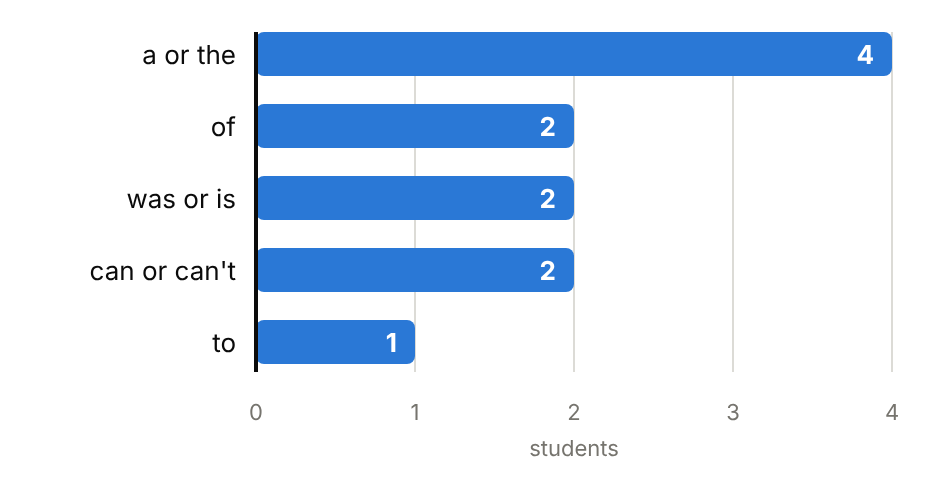 a or the 4
of 2
was or is 2
can or can't 2
to 1
0 1 2 3 4
students